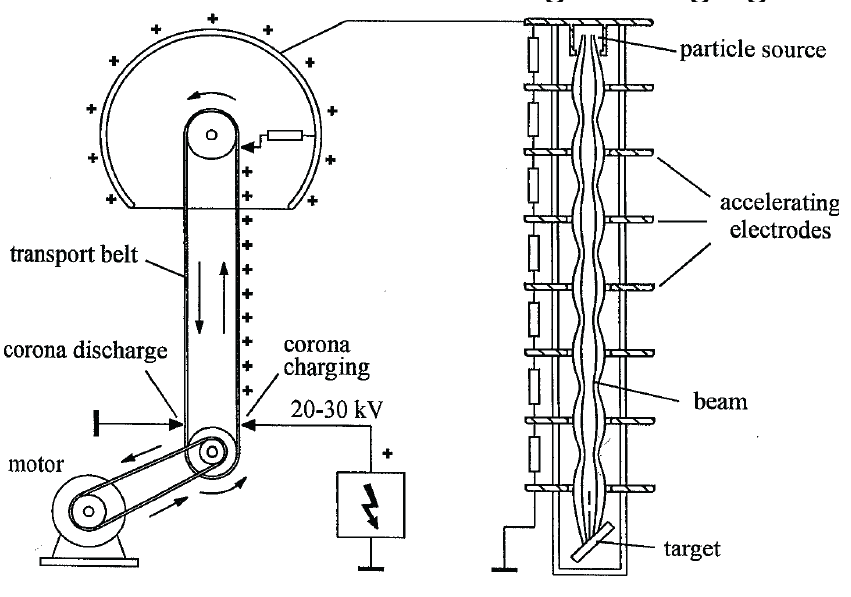 particle source
accelerating
electrodes
transport belt
corona discharge
corona
charging
20-30 kV
beam
motor
target